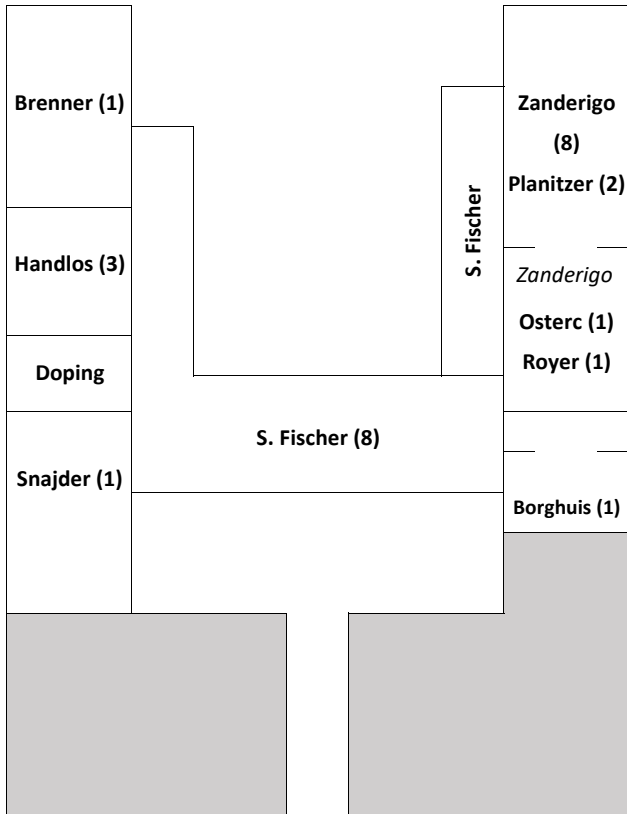 Brenner (1)
Handlos (3)
Doping
Snajder (1)
S. Fischer (8)
S. Fischer
Zanderigo
(8)
Planitzer (2)
Zanderigo
Osterc (1)
Royer (1)
Borghuis (1)